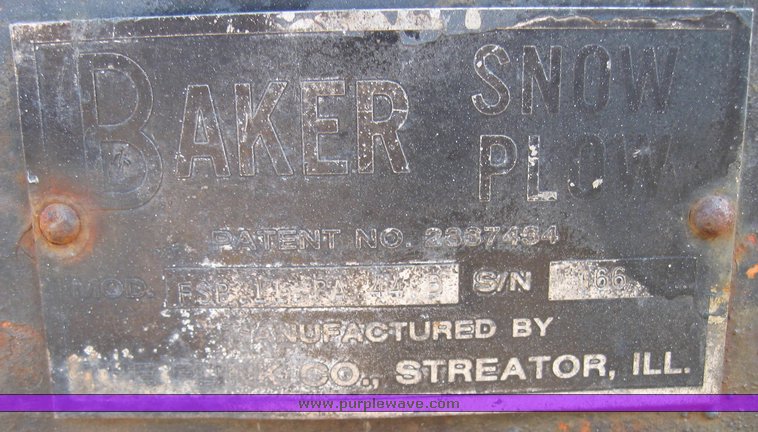 BAKER SNOW PLOW
PATENT NO. 2337434
MOD. S/N
MANUFACTURED BY
CO., STREATOR, ILL.
www.purplewave.com